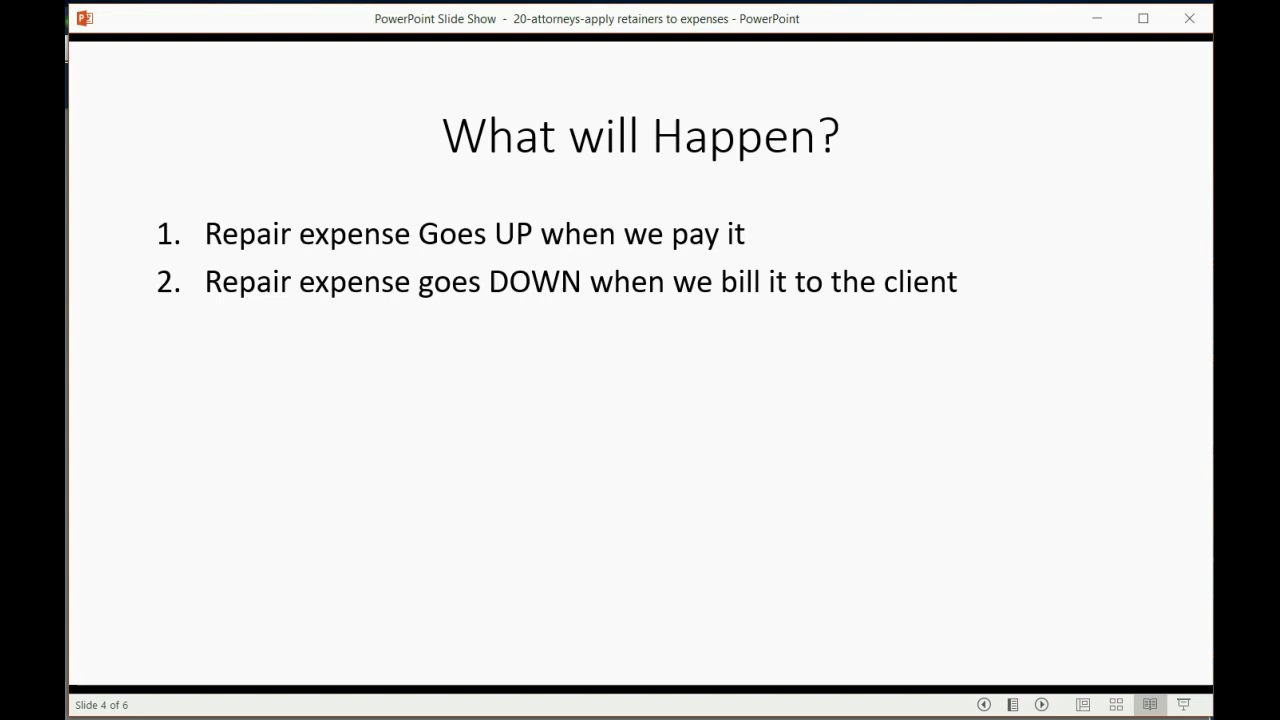 PowerPoint Slide Show - 20-attorneys-apply retainers to expenses - PowerPoint
What will Happen?
1. Repair expense Goes UP when we pay it
2. Repair expense goes DOWN when we bill it to the client
Slide 4 of 6